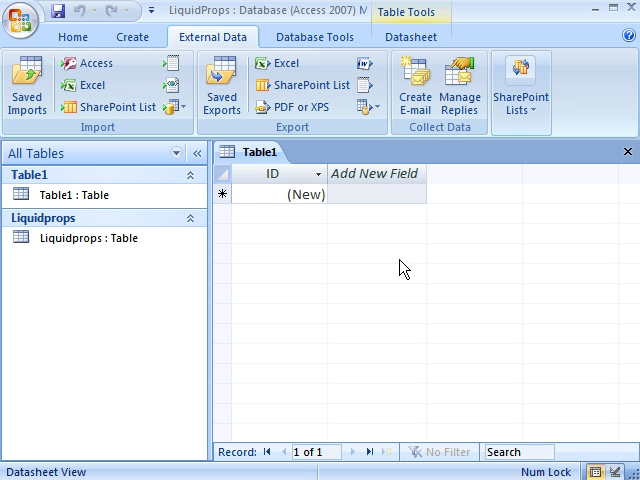 LiquidProps : Database (Access 2007) M
Table Tools
Home
Create
External Data
Database Tools
Datasheet
Saved Imports
Access
Excel
SharePoint List
Import
Saved Exports
Excel
SharePoint List
PDF or XPS
Export
Create E-mail
Manage Replies
Collect Data
SharePoint Lists
All Tables
Table1
Table1 : Table
Liquidprops
Liquidprops : Table
Table1
ID
Add New Field
(New)
Record:
1 of 1
No Filter
Search
Datasheet View
Num Lock